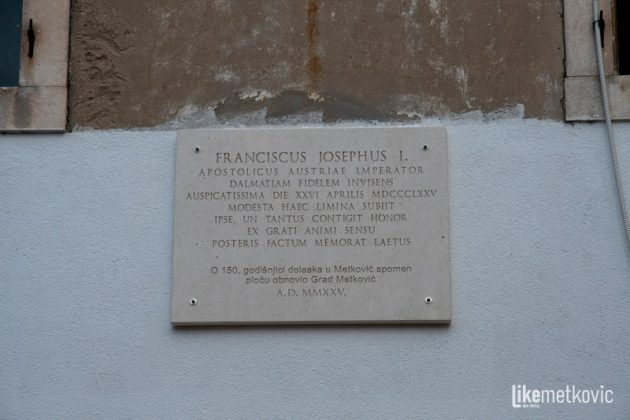 FRANCISCUS JOSEPHUS I.
APOSTOLICUS AUSTRIAE IMPERATOR
DALMATIAM FIDELEM INVISENS
AUSPICATISSIMA DIE XXVI APRILIS MDCCCLXXV
MODESTA HAEC LIMINA SUBIIT
IPSE, UN TANTUS CONTIGIT HONOR
EX GRATI ANIMI SENSU
POSTERIS FACTUM MEMORAT LAETUS
O 150. godišnjici dolaska u Metković spomen
ploču obnovio Grad Metković
A.D. MMXXV.
Likemetkovic